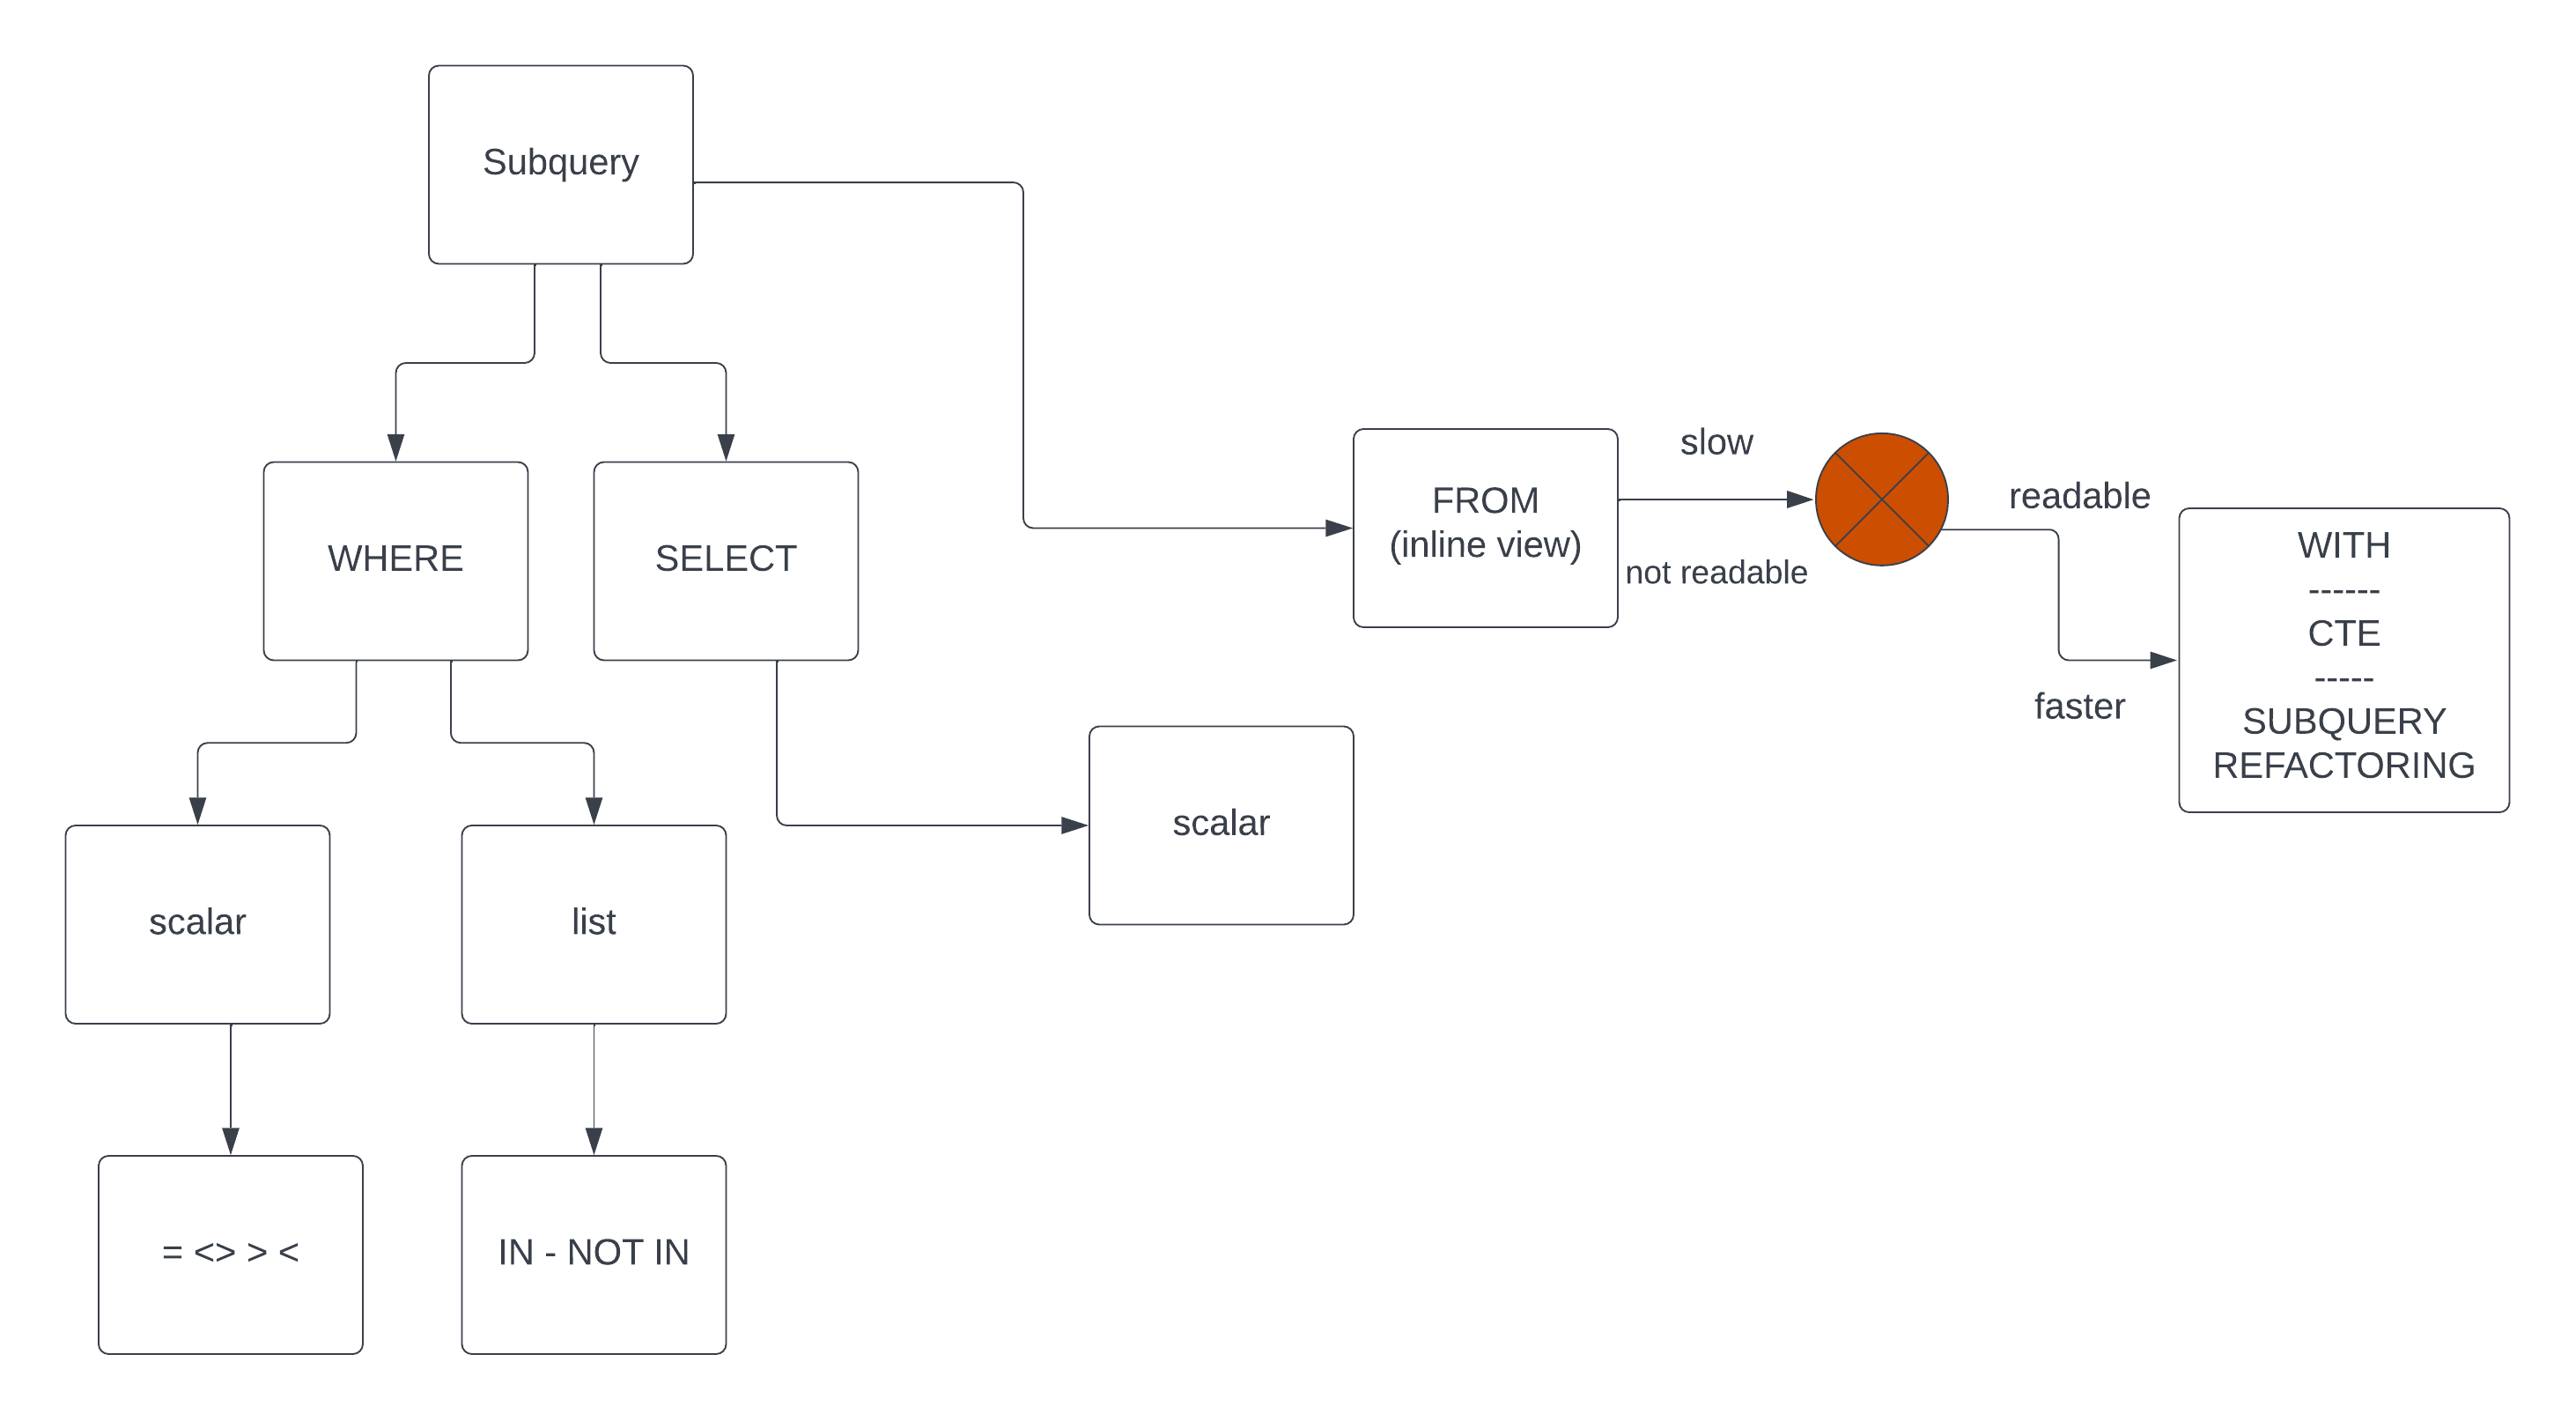 Subquery
WHERE
SELECT
FROM
(inline view)
slow
not readable
readable
faster
WITH
------
CTE
-----
SUBQUERY
REFACTORING
scalar
list
scalar
= <> > <
IN - NOT IN